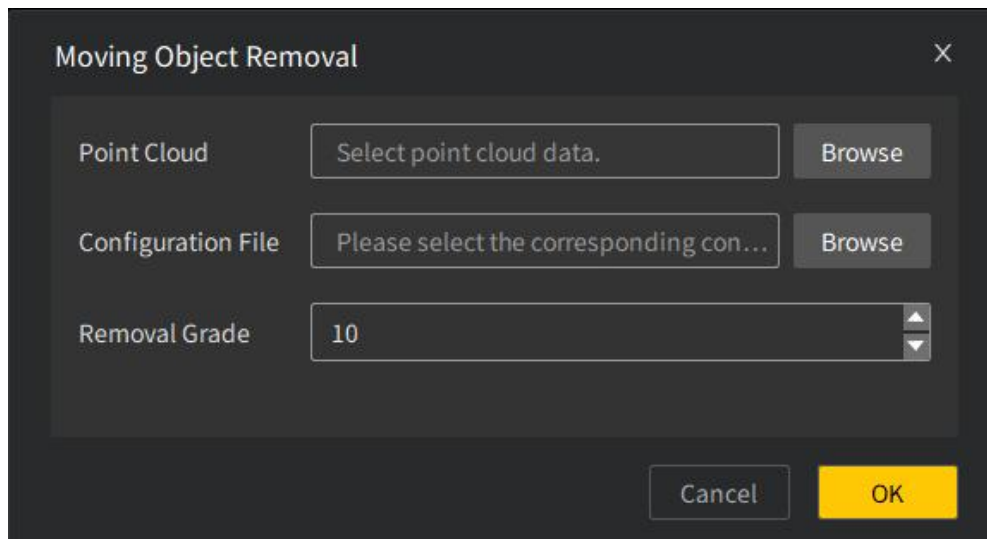 Moving Object Removal X
Point Cloud Select point cloud data. Browse
Configuration File Please select the corresponding con... Browse
Removal Grade 10
Cancel OK